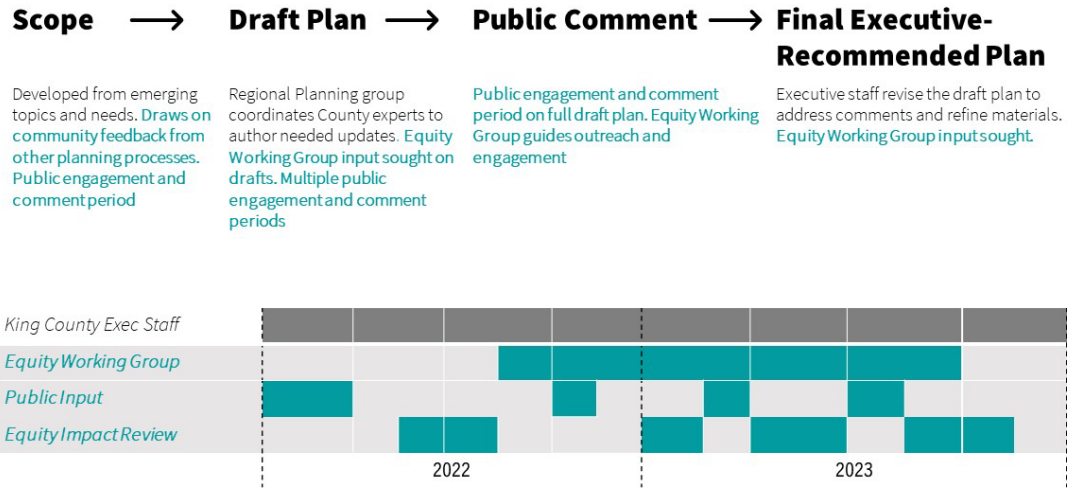 Scope
Developed from emerging
topics and needs. Draws on
community feedback from
other planning processes.
Public engagement and
comment period
Draft Plan
Regional Planning group
coordinates County experts to
author needed updates. Equity
Working Group input sought on
drafts. Multiple public
engagement and comment
periods
Public Comment
Public engagement and comment
period on full draft plan. Equity Working
Group guides outreach and
engagement
Final Executive-
Recommended Plan
Executive staff revise the draft plan to
address comments and refine materials.
Equity Working Group input sought.
King County Exec Staff
Equity Working Group
Public Input
Equity Impact Review
2022
2023